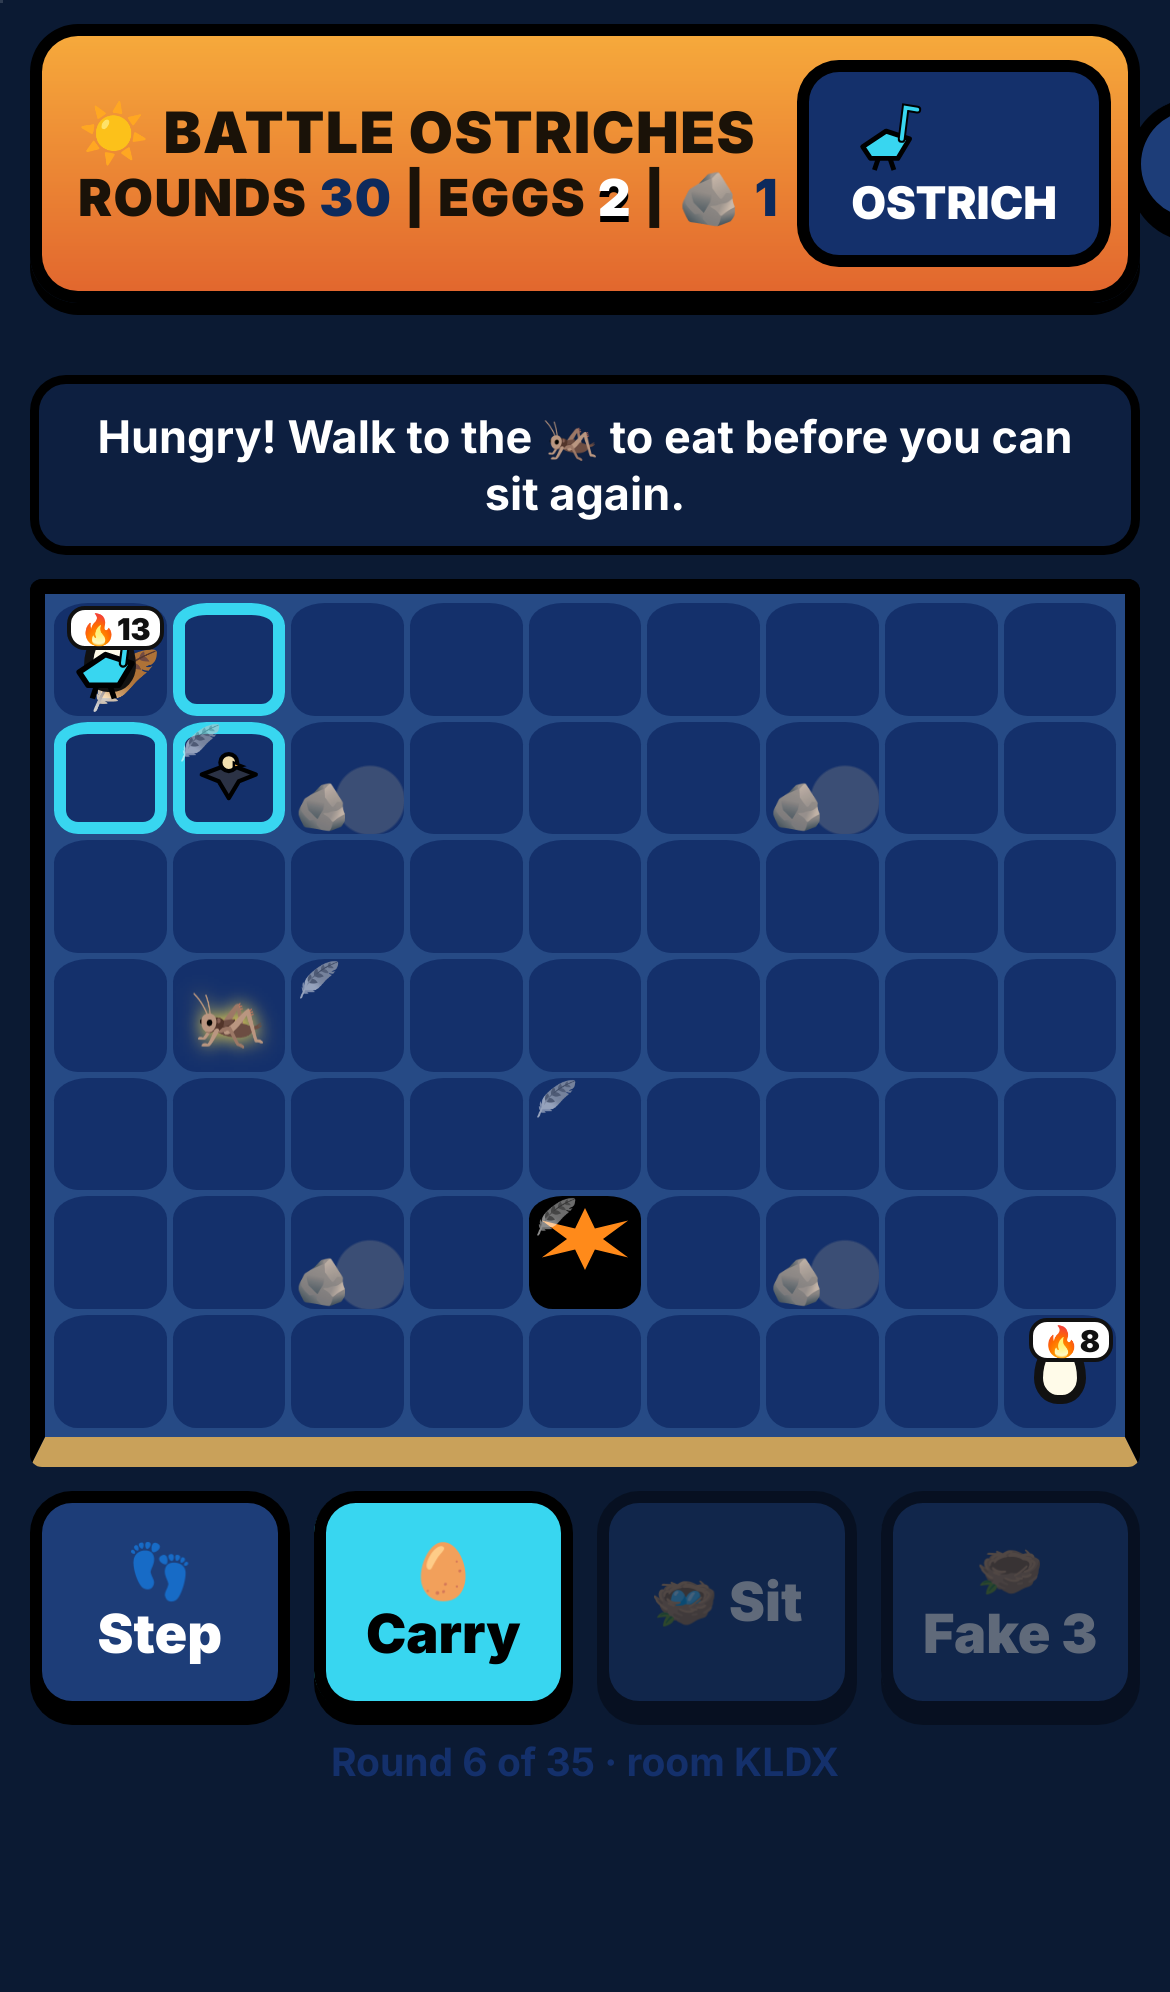 BATTLE OSTRICHES
ROUNDS 30 | EGGS 2 | 1
OSTRICH
Hungry! Walk to the to eat before you can
sit again.
13
8
Step
Carry
Sit
Fake 3
Round 6 of 35 · room KLDX